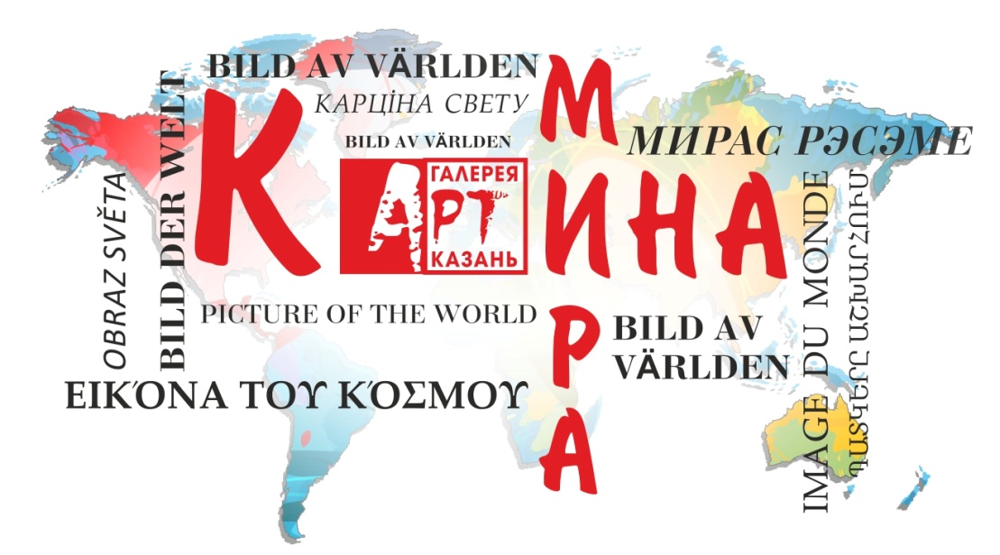 BILD AV VÄRLDEN
КАРЦІНА СВЕТУ
BILD AV VÄRLDEN
К
АРТ
ГАЛЕРЕЯ
КАЗАНЬ
ИНА
МИРА
МИРАС РЭСЭМЕ
OBRAZ SVĚTA
BILD DER WELT
PICTURE OF THE WORLD
BILD AV
VÄRLDEN
ΕΙΚΌΝΑ ΤΟΥ ΚΌΣΜΟΥ
IMAGE DU MONDE
ՊԱՏԿԵՐԸ ԱՇԽԱՐՀՈՒՄ